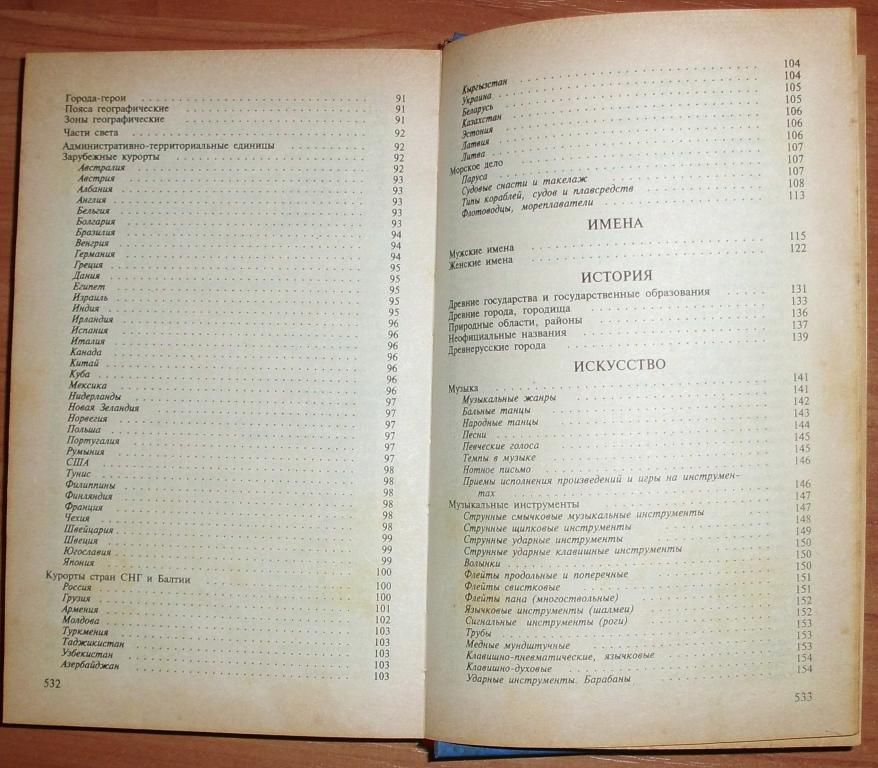 Города-герои . . . 91
Пояса географические . . . 91
Зоны географические . . . 91
Части света . . . 92
Административно-территориальные единицы . . . 92
Зарубежные курорты . . . 92
Австралия . . . 92
Австрия . . . 93
Албания . . . 93
Англия . . . 93
Бельгия . . . 93
Болгария . . . 93
Бразилия . . . 94
Венгрия . . . 94
Германия . . . 94
Греция . . . 95
Дания . . . 95
Египет . . . 95
Израиль . . . 95
Индия . . . 95
Ирландия . . . 96
Испания . . . 96
Италия . . . 96
Канада . . . 96
Китай . . . 96
Куба . . . 96
Мексика . . . 96
Нидерланды . . . 97
Новая Зеландия . . . 97
Норвегия . . . 97
Польша . . . 97
Португалия . . . 97
Румыния . . . 97
США . . . 98
Тунис . . . 98
Филиппины . . . 98
Финляндия . . . 98
Франция . . . 98
Чехия . . . 99
Швейцария . . . 99
Швеция . . . 99
Югославия . . . 99
Япония . . . 99
Курорты стран СНГ и Балтии . . . 100
Россия . . . 100
Грузия . . . 100
Армения . . . 101
Молдова . . . 102
Туркмения . . . 103
Таджикистан . . . 103
Узбекистан . . . 103
Азербайджан . . . 103
532
Кыргызстан . . . 104
Украина . . . 104
Беларусь . . . 105
Казахстан . . . 105
Эстония . . . 106
Латвия . . . 106
Литва . . . 106
Морское дело . . . 107
Паруса . . . 107
Судовые снасти и такелаж . . . 107
Типы кораблей, судов и плавсредств . . . 108
Флотоводцы, мореплаватели . . . 113
ИМЕНА
Мужские имена . . . 115
Женские имена . . . 122
ИСТОРИЯ
Древние государства и государственные образования . . . 131
Древние города, городища . . . 133
Природные области, районы . . . 136
Неофициальные названия . . . 137
Древнерусские города . . . 139
ИСКУССТВО
Музыка . . . 141
Музыкальные жанры . . . 141
Бальные танцы . . . 142
Народные танцы . . . 143
Песни . . . 144
Певческие голоса . . . 145
Темпы в музыке . . . 145
Нотное письмо . . . 146
Приемы исполнения произведений и игры на инструмен-
тах . . . 146
Музыкальные инструменты . . . 147
Струнные смычковые музыкальные инструменты . . . 147
Струнные щипковые инструменты . . . 148
Струнные ударные инструменты . . . 149
Струнные ударные клавишные инструменты . . . 150
Волынки . . . 150
Флейты продольные и поперечные . . . 150
Флейты свистковые . . . 151
Флейты пана (многоствольные) . . . 151
Язычковые инструменты (шалмеи) . . . 152
Сигнальные инструменты (роги) . . . 152
Трубы . . . 153
Медные мундштучные . . . 153
Клавишно-пневматические, язычковые . . . 153
Клавишно-духовые . . . 154
Ударные инструменты. Барабаны . . . 154
533